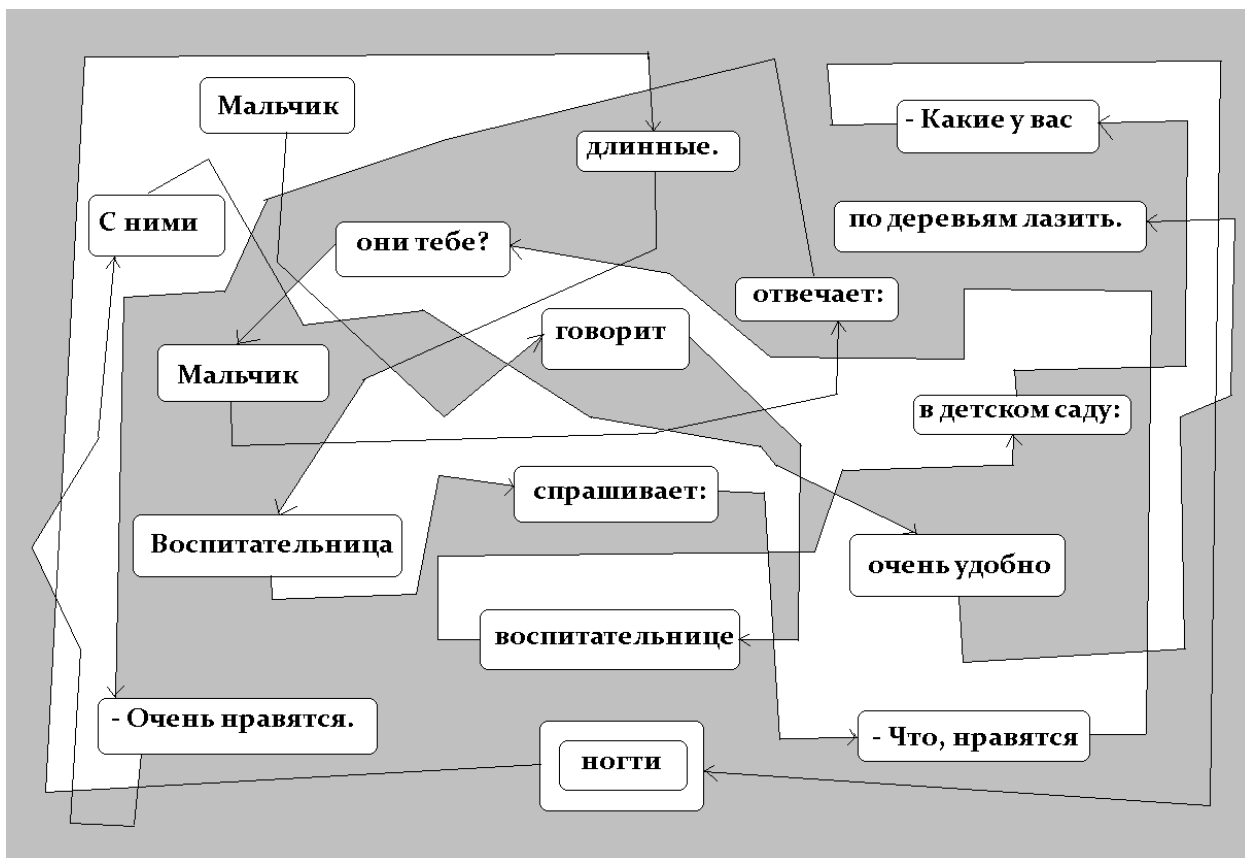 Мальчик
- Какие у вас
длинные.
С ними
по деревьям лазить.
они тебе?
отвечает:
говорит
Мальчик
в детском саду:
спрашивает:
Воспитательница
очень удобно
воспитательнице
- Очень нравятся.
- Что, нравятся
ногти